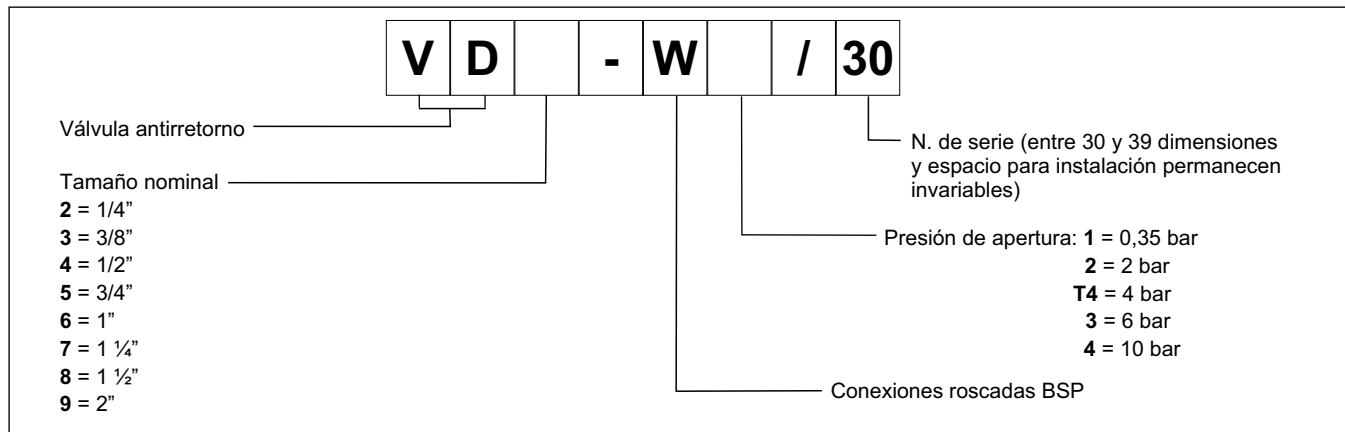 V D - W / 30
Válvula antirretorno
Tamaño nominal
2 = 1/4”
3 = 3/8”
4 = 1/2”
5 = 3/4”
6 = 1”
7 = 1 ¼”
8 = 1 ½”
9 = 2”
N. de serie (entre 30 y 39 dimensiones
y espacio para instalación permanecen
invariables)
Presión de apertura: 1 = 0,35 bar
2 = 2 bar
T4 = 4 bar
3 = 6 bar
4 = 10 bar
Conexiones roscadas BSP